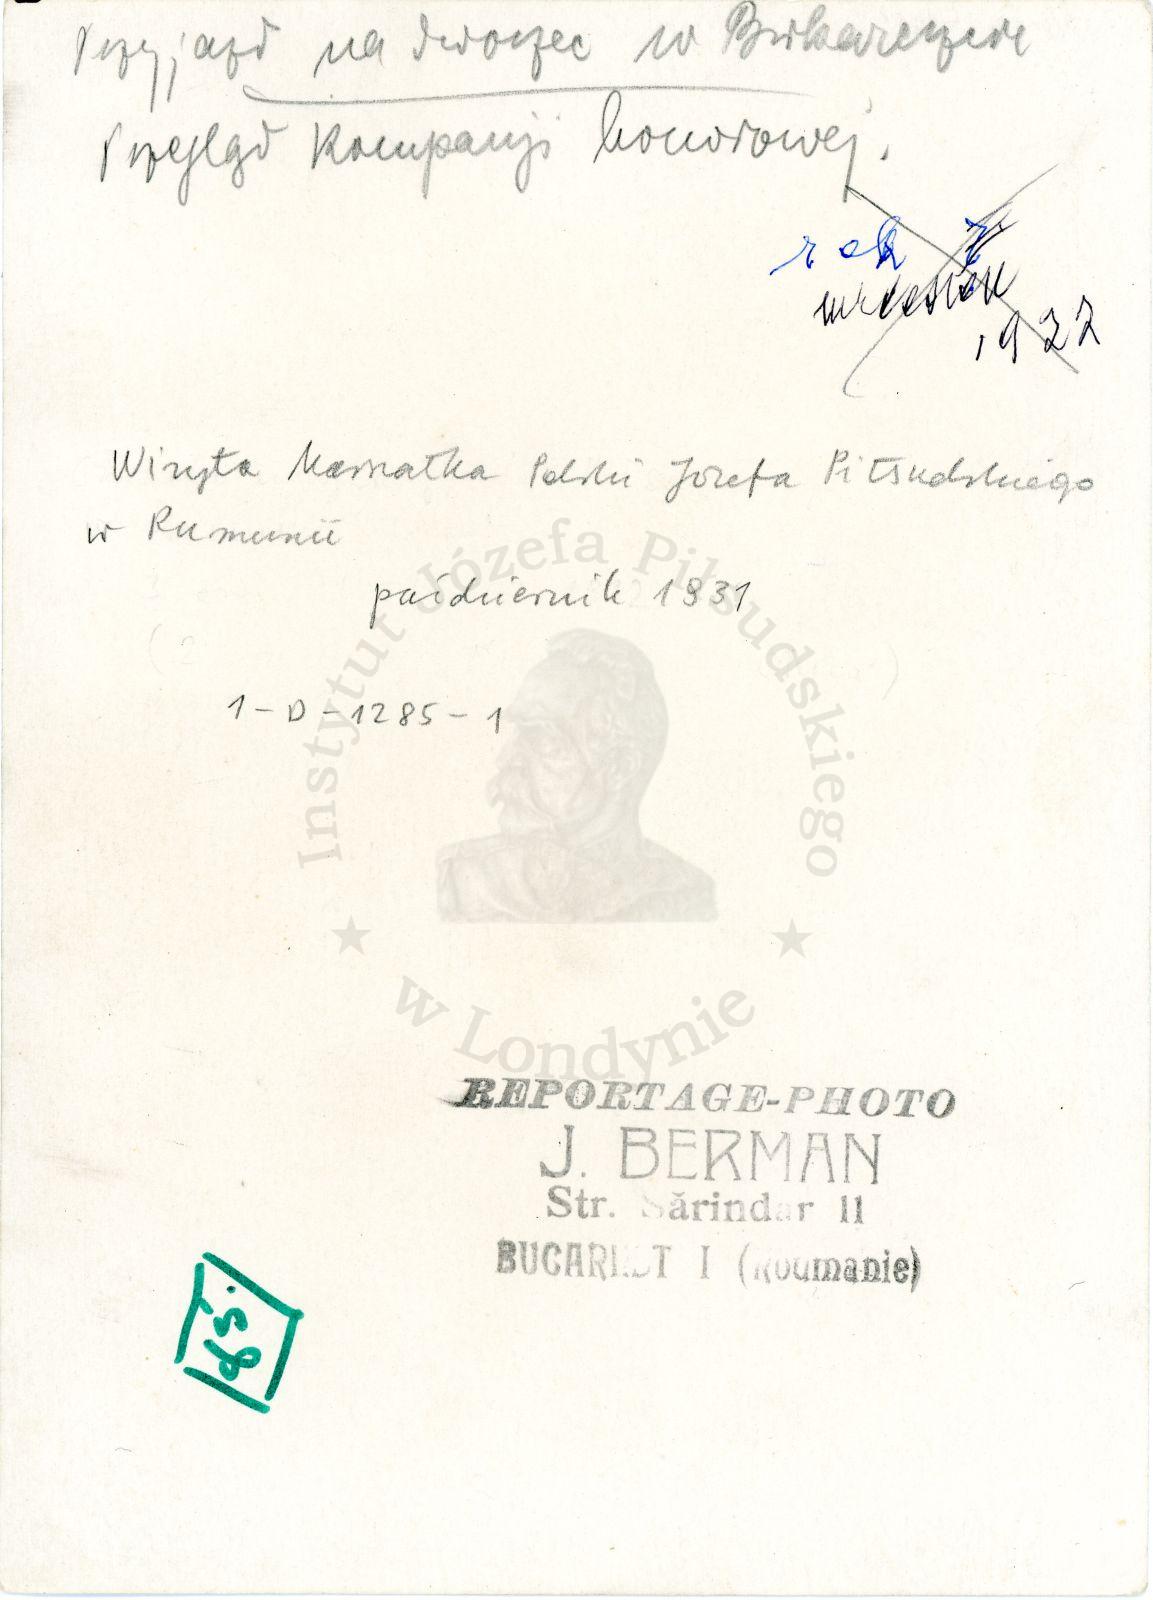 Przyjazd na dworzec w Bukareszcie
Przegląd Kompanji honorowej.
rok ?
wrzesień
1922
Wizyta Marszałka Polski Józefa Piłsudskiego
w Rumunii
październik 1931
1-D-1285-1
Instytut Józefa Piłsudskiego
w Londynie
REPORTAGE-PHOTO
J. BERMAN
Str. Sărindar 11
BUCAREST I (Roumanie)